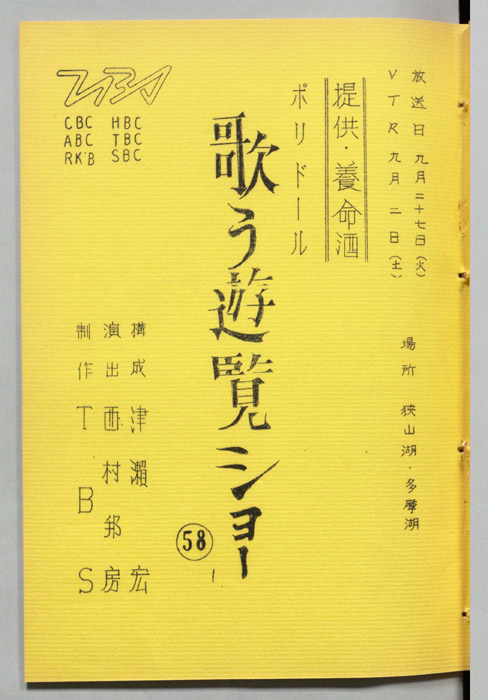 放送日 九月二十七日(火)
VTR 九月二日(土)
場所 狭山湖・多摩湖
提供・養命酒
ポリドール
歌う遊覧ショー
58
構成 津瀨 宏
演出 西村邦房
制作 TBS
CBC HBC
ABC TBC
RKB SBC